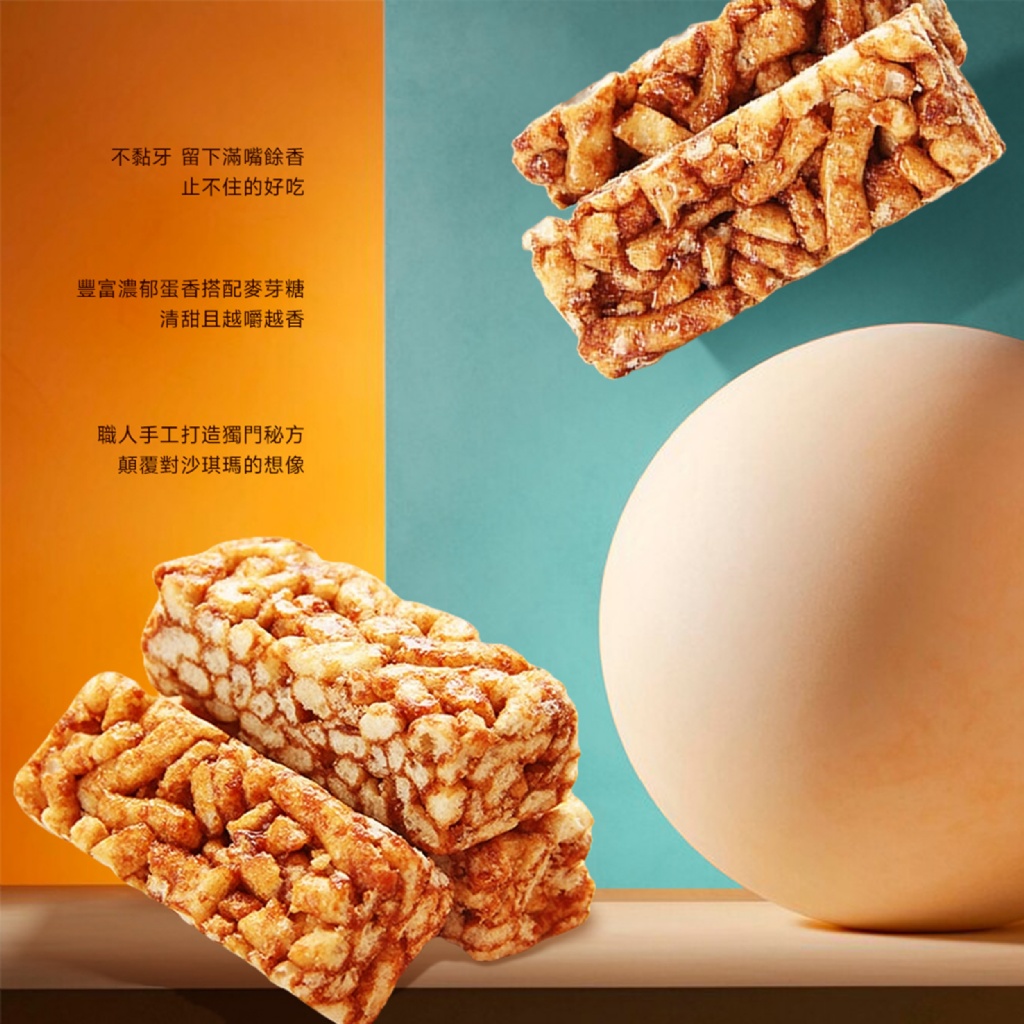 不黏牙 留下滿嘴餘香
止不住的好吃
豐富濃郁蛋香搭配麥芽糖
清甜且越嚼越香
職人手工打造獨門秘方
顛覆對沙琪瑪的想像